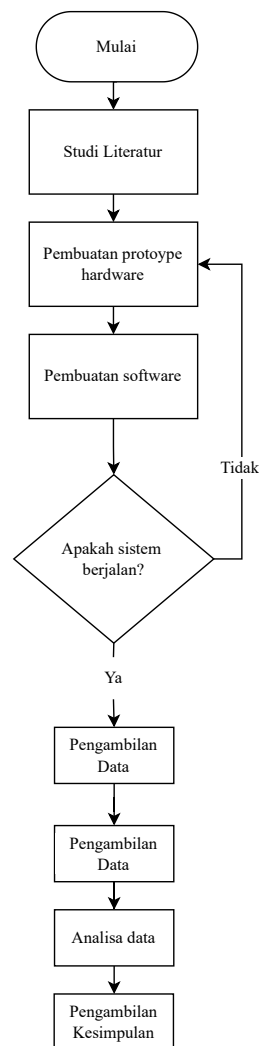 Mulai
Studi Literatur
Pembuatan protoype
hardware
Pembuatan software
Tidak
Apakah sistem
berjalan?
Ya
Pengambilan
Data
Pengambilan
Data
Analisa data
Pengambilan
Kesimpulan